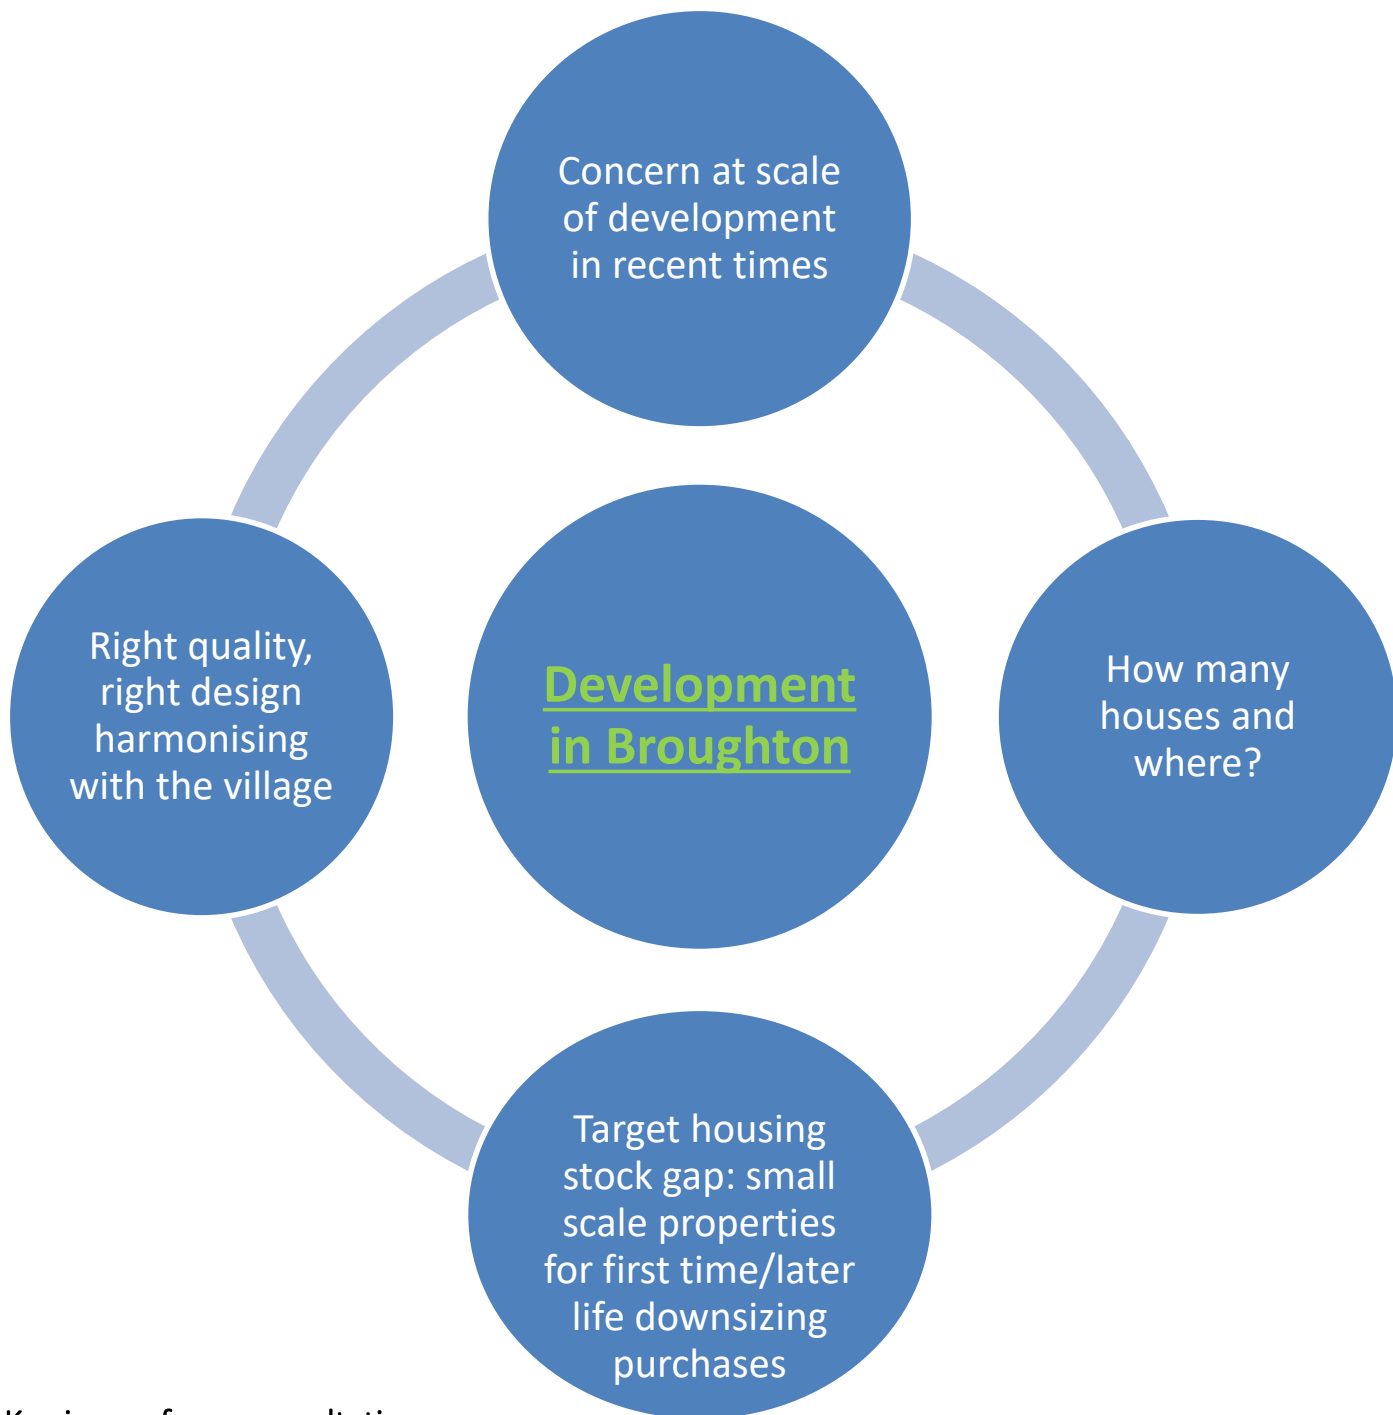 Concern at scale
of development
in recent times
Right quality,
right design
harmonising
with the village
Development
in Broughton
How many
houses and
where?
Target housing
stock gap: small
scale properties
for first time/later
life downsizing
purchases